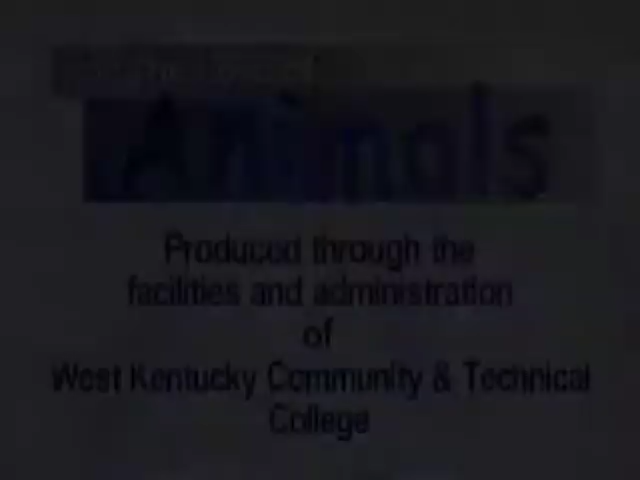 Animals
Produced through the
facilities and administration
of
West Kentucky Community & Technical
College